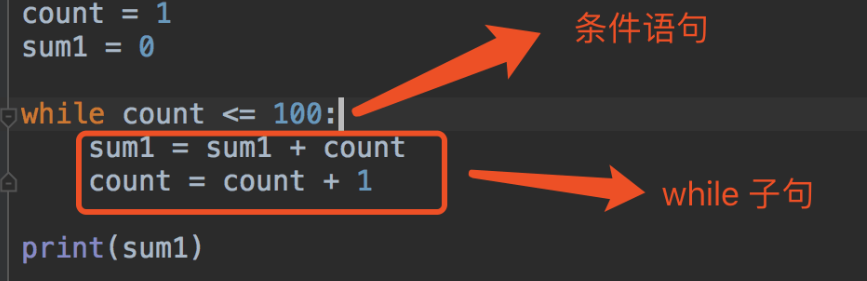 count = 1
条件语句
sum1 = 0
while count <= 100:
    sum1 = sum1 + count
    count = count + 1
while 子句
print(sum1)